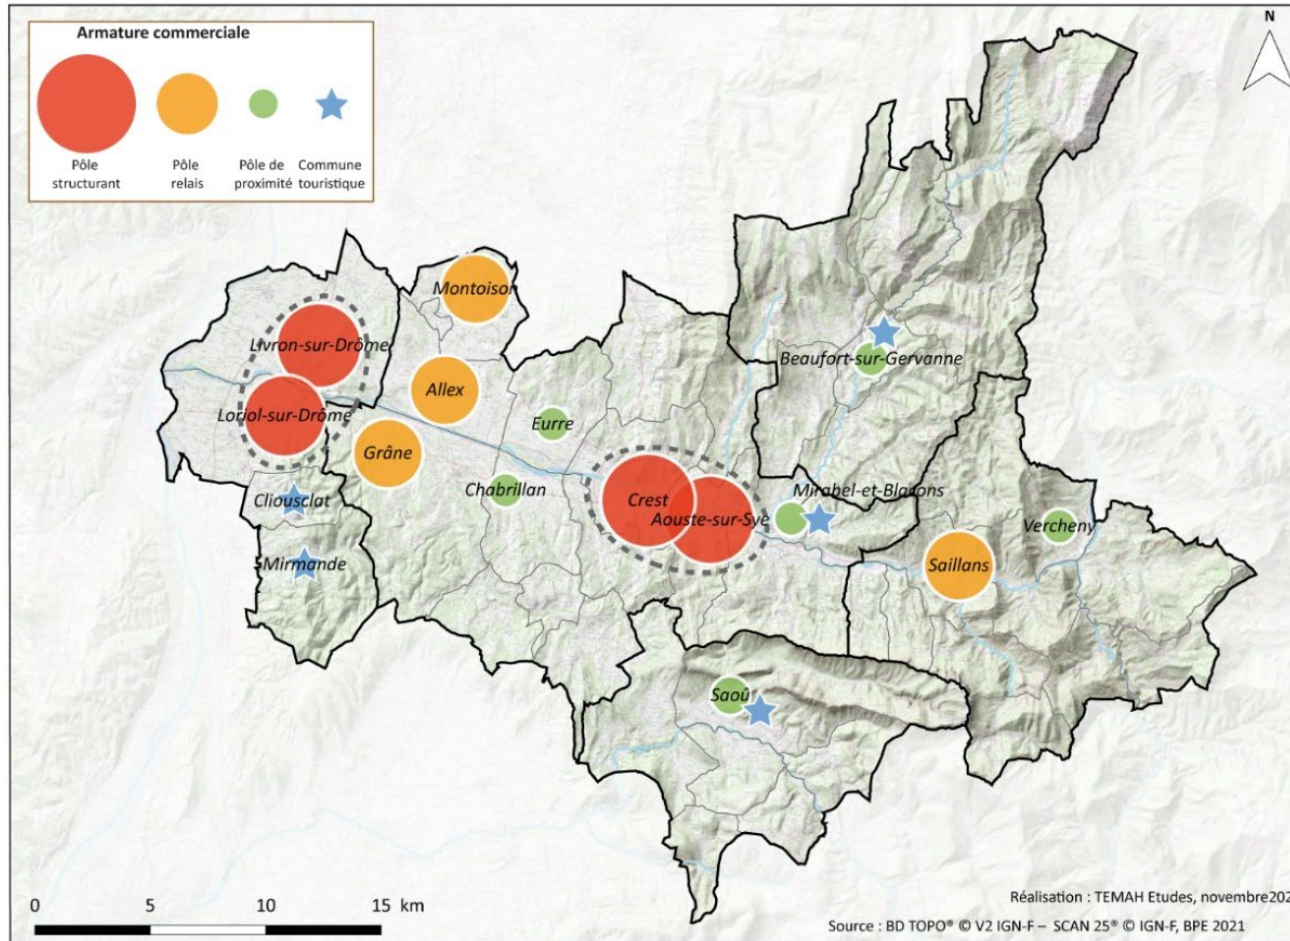 Armature commerciale
Pôle
structurant
Pôle
relais
Pôle de
proximité
Commune
touristique
N
Montoison
Livron-sur-Drôme
Beaufort-sur-Gervanne
Allex
Loriol-sur-Drôme
Eurre
Grâne
Chabrillan
Mirabel-et-Blacons
Cliousclat
Crest
Aouste-sur-Sye
Vercheny
Mirmande
Saillans
Saoû
0 5 10 15 km
Réalisation : TEMAH Etudes, novembre202
Source : BD TOPO® © V2 IGN-F – SCAN 25® © IGN-F, BPE 2021